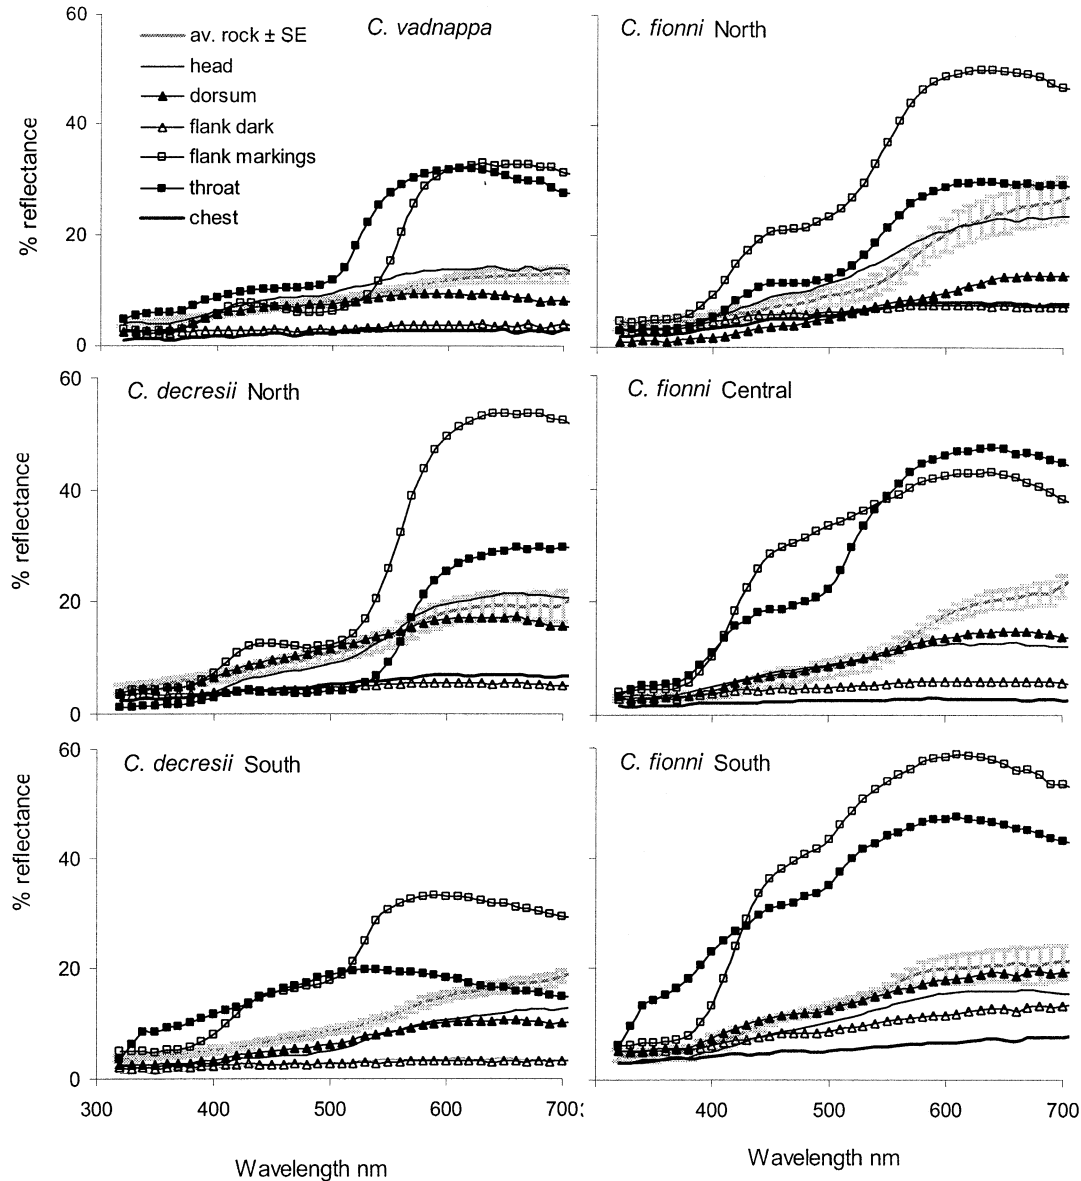 60
C. vadnappa
av. rock ± SE
head
dorsum
flank dark
flank markings
throat
chest
40
20
0
% reflectance
C. fionni North
60
C. decresii North
40
20
0
% reflectance
C. fionni Central
60
C. decresii South
40
20
0
% reflectance
300 400 500 600 700:
Wavelength nm
C. fionni South
400 500 600 700
Wavelength nm